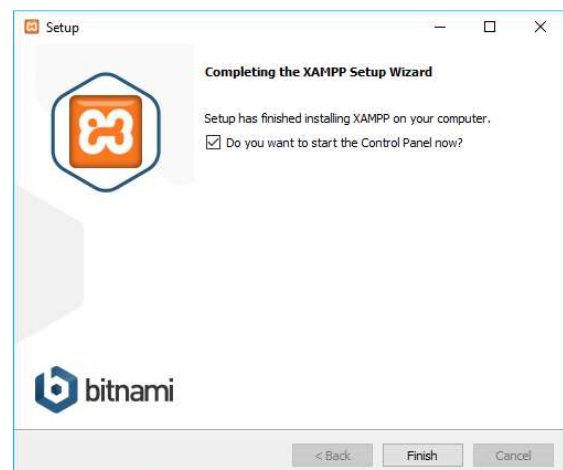 Setup
Completing the XAMPP Setup Wizard
Setup has finished installing XAMPP on your computer.
Do you want to start the Control Panel now?
bitnami
< Back Finish Cancel